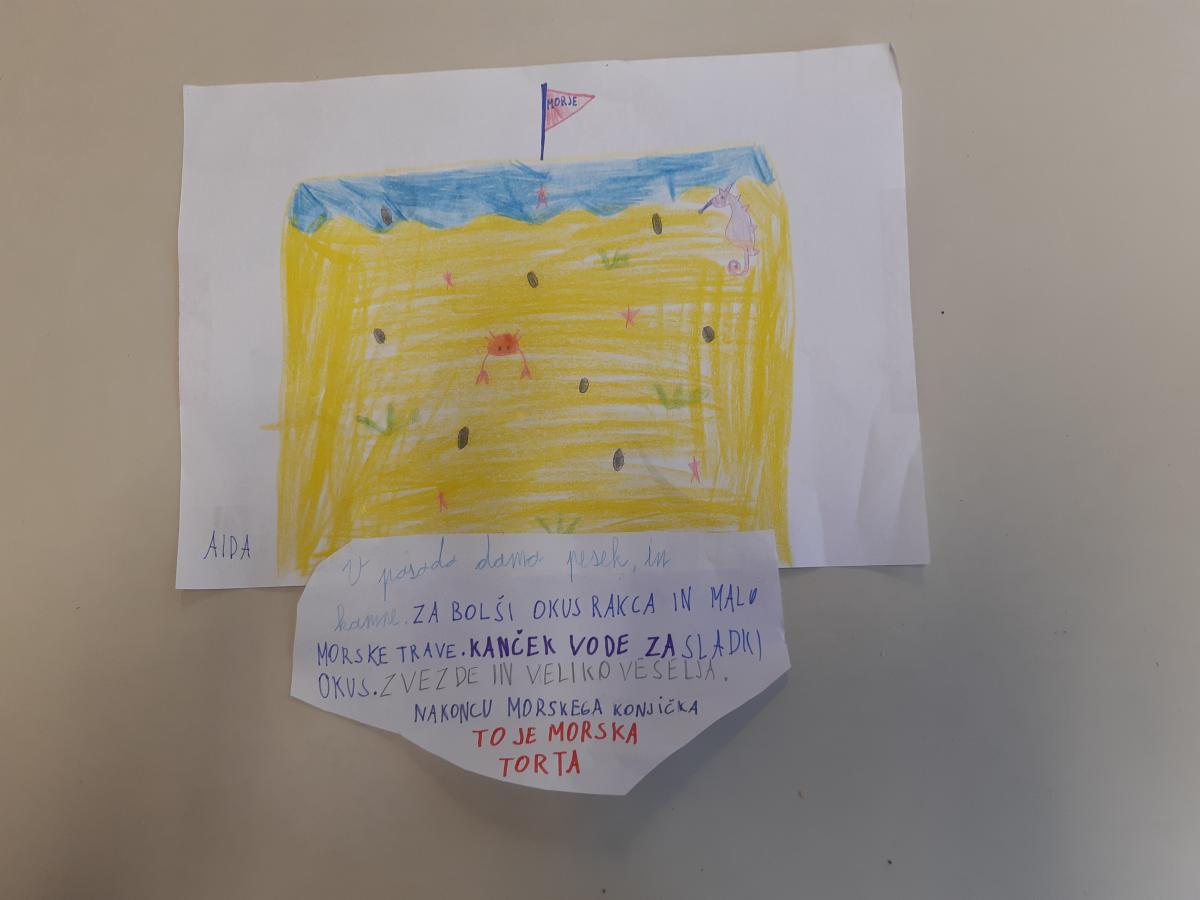 MORJE
AIDA
V posodo damo pesek, in
kamne. ZA BOLŠI OKUS RAKCA IN MALO
MORSKE TRAVE. KANČEK VODE ZA SLADKI
OKUS. ZVEZDE IN VELIKO VESELJA.
NAKONCU MORSKEGA KONJIČKA
TO JE MORSKA
TORTA